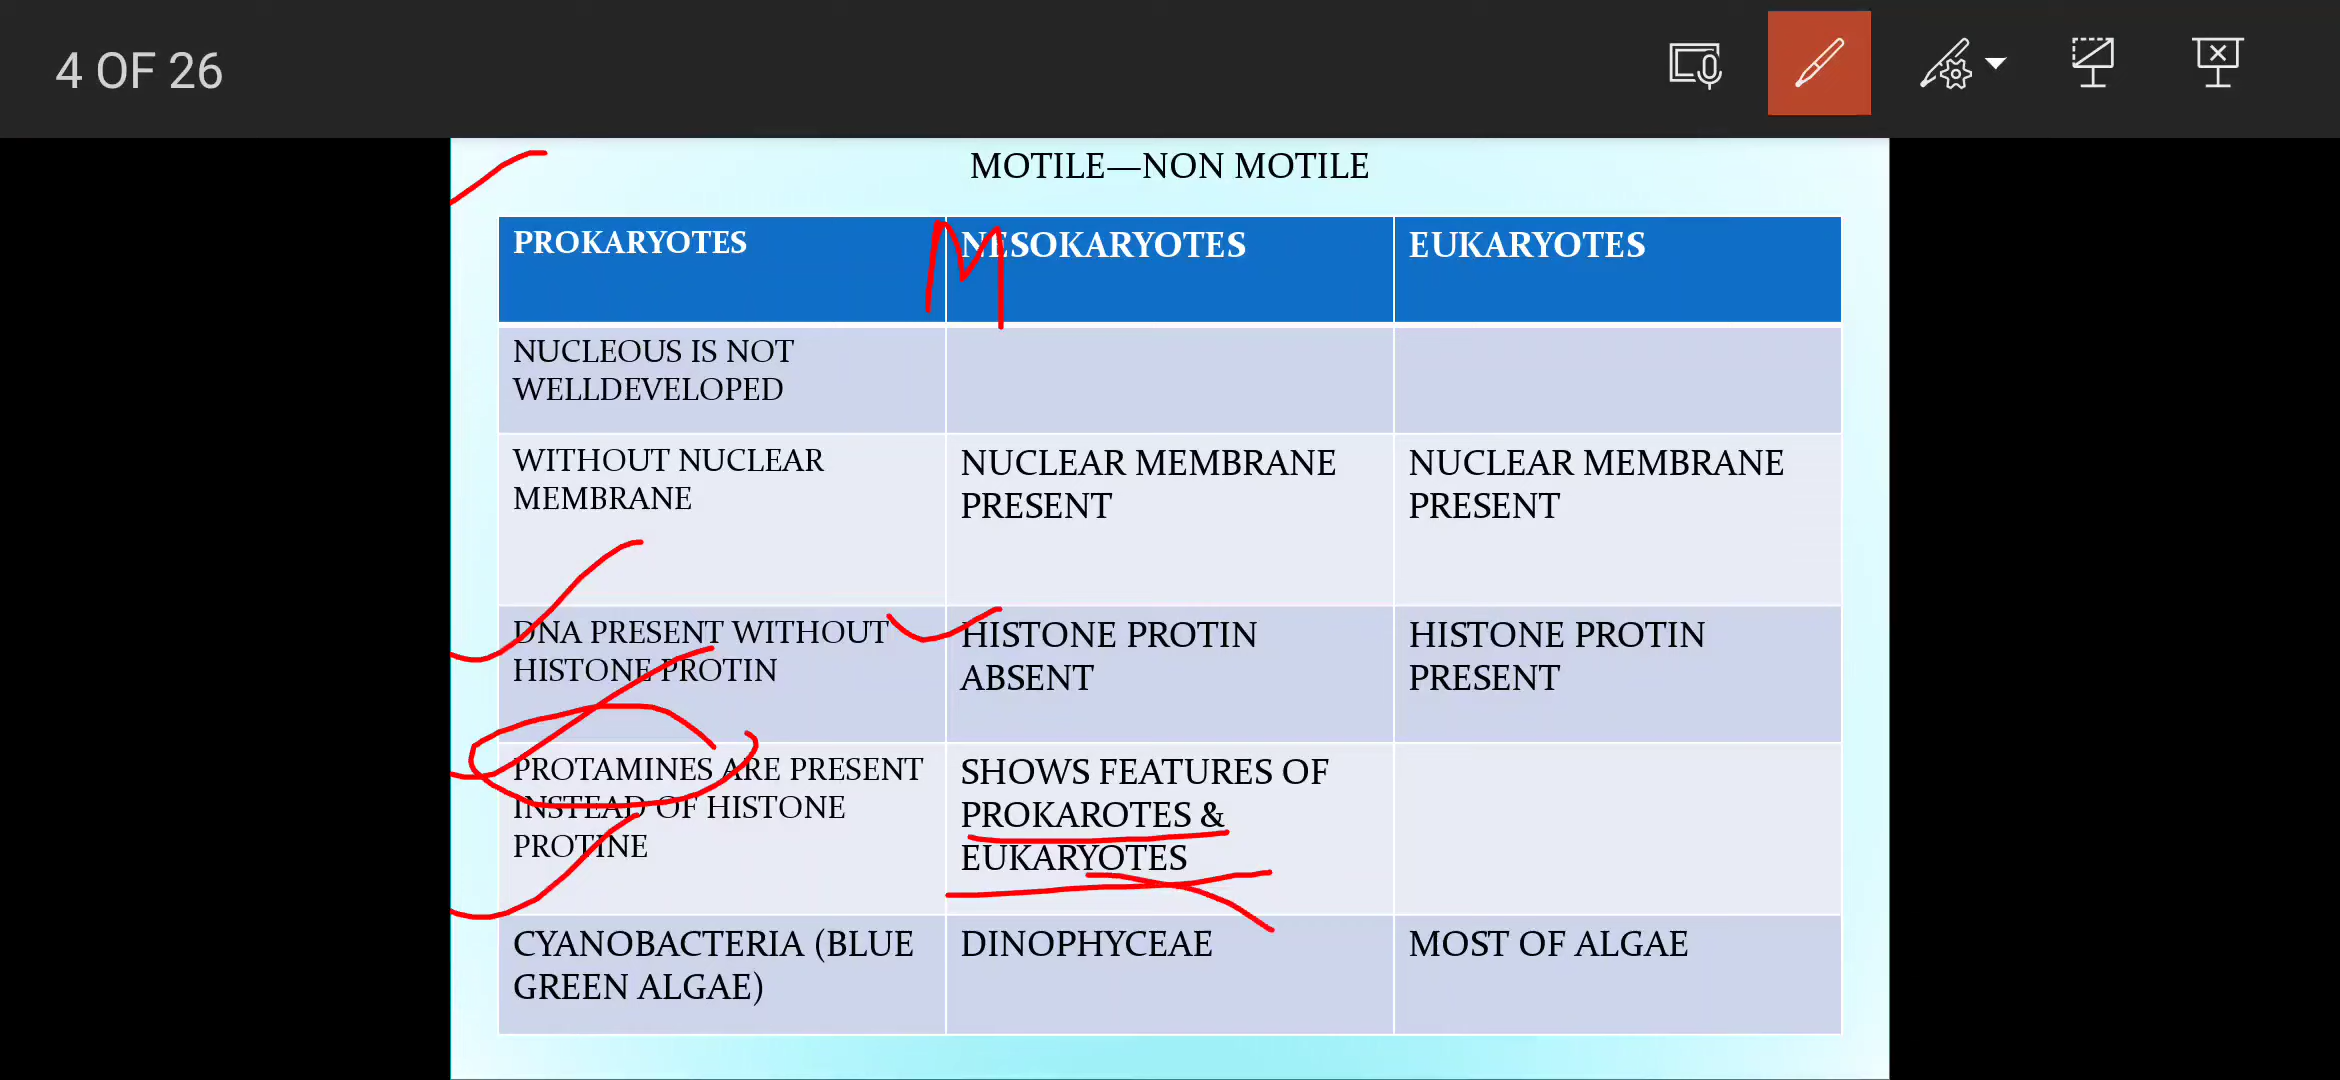 4 OF 26
MOTILE—NON MOTILE
PROKARYOTES
M
NESOKARYOTES
EUKARYOTES
NUCLEOUS IS NOT
WELLDEVELOPED
WITHOUT NUCLEAR
MEMBRANE
NUCLEAR MEMBRANE
PRESENT
NUCLEAR MEMBRANE
PRESENT
DNA PRESENT WITHOUT
HISTONE PROTIN
HISTONE PROTIN
ABSENT
HISTONE PROTIN
PRESENT
PROTAMINES ARE PRESENT
INSTEAD OF HISTONE
PROTINE
SHOWS FEATURES OF
PROKAROTES &
EUKARYOTES
CYANOBACTERIA (BLUE
GREEN ALGAE)
DINOPHYCEAE
MOST OF ALGAE